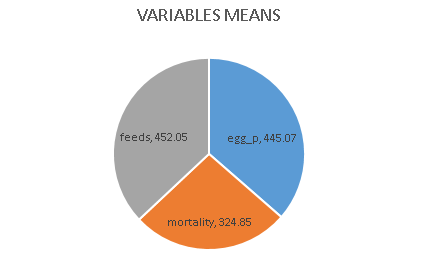 VARIABLES MEANS
feeds, 452.05
egg_p, 445.07
mortality, 324.85